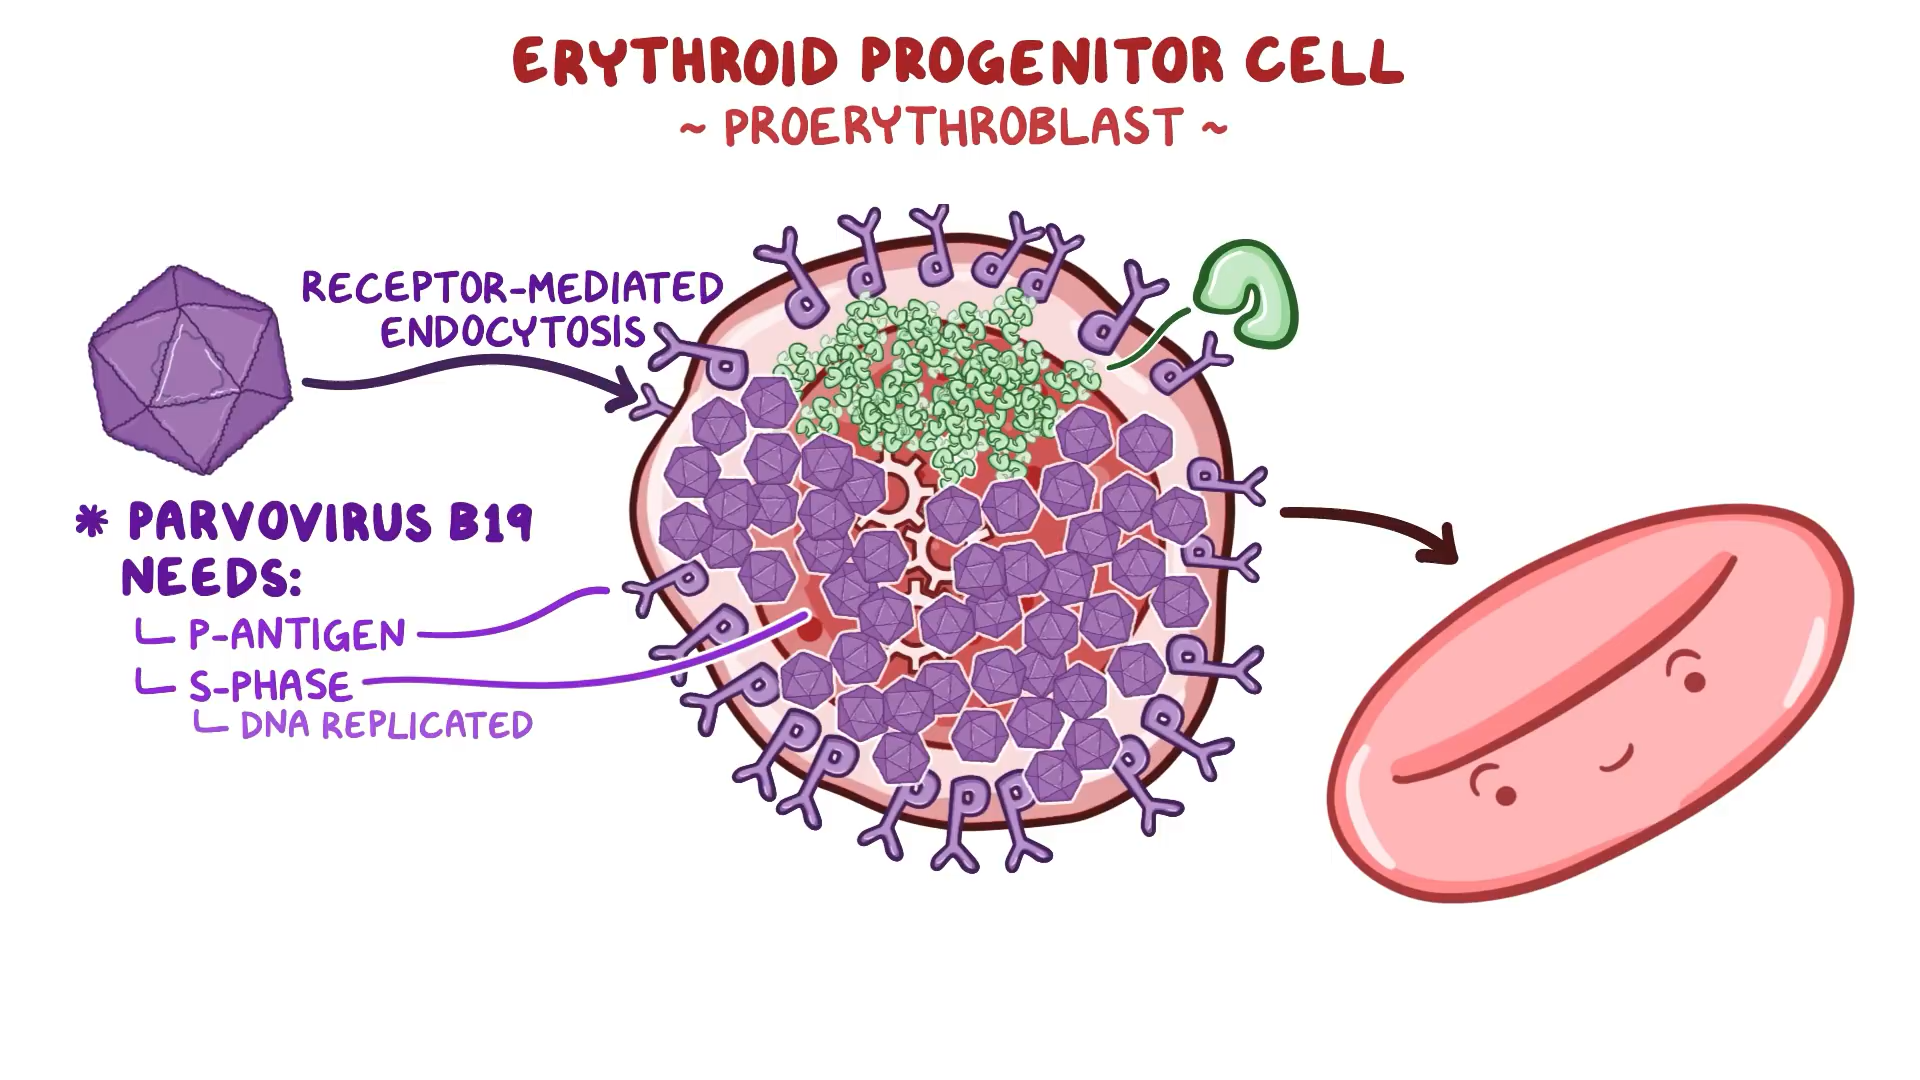 ERYTHROID PROGENITOR CELL
~ PROERYTHROBLAST ~
RECEPTOR-MEDIATED
ENDOCYTOSIS
* PARVOVIRUS B19
NEEDS:
P-ANTIGEN
S-PHASE
DNA REPLICATED